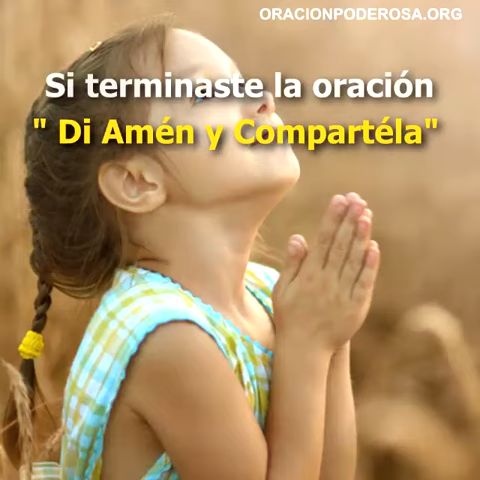 ORACIONPODEROSA.ORG
Si terminaste la oración
" Di Amén y Compartéla"